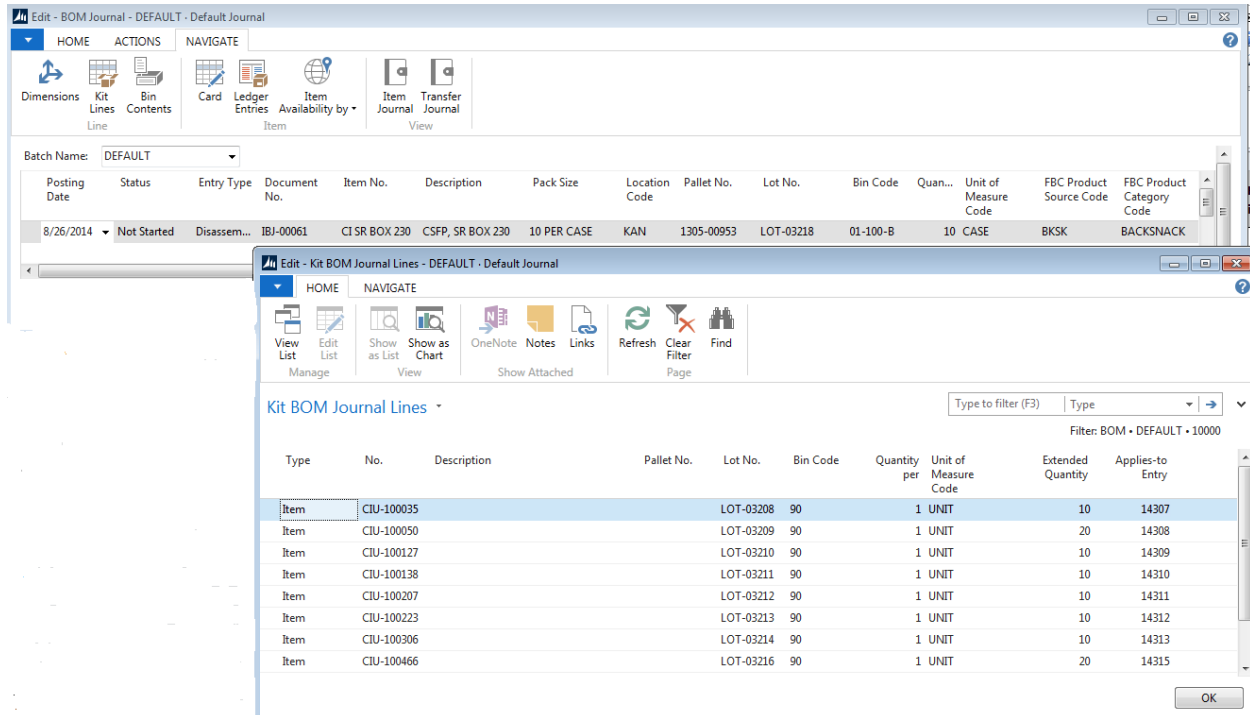 Edit - BOM Journal - DEFAULT · Default Journal
HOME ACTIONS NAVIGATE
Dimensions Kit Lines Bin Contents Card Ledger Entries Item Availability by Item Journal Transfer Journal
Line Item View
Batch Name: DEFAULT
Posting Date Status Entry Type Document No. Item No. Description Pack Size Location Code Pallet No. Lot No. Bin Code Quan... Unit of Measure Code FBC Product Source Code FBC Product Category Code
8/26/2014 Not Started Disassem... IBJ-00061 CI SR BOX 230 CSFP, SR BOX 230 10 PER CASE KAN 1305-00953 LOT-03218 01-100-B 10 CASE BKSK BACKSNACK
Edit - Kit BOM Journal Lines - DEFAULT · Default Journal
HOME NAVIGATE
View List Edit List Show as List Show as Chart OneNote Notes Links Refresh Clear Filter Find
Manage View Show Attached Page
Kit BOM Journal Lines Type to filter (F3) Type
Filter: BOM • DEFAULT • 10000
Type No. Description Pallet No. Lot No. Bin Code Quantity per Unit of Measure Code Extended Quantity Applies-to Entry
Item CIU-100035 LOT-03208 90 1 UNIT 10 14307
Item CIU-100050 LOT-03209 90 1 UNIT 20 14308
Item CIU-100127 LOT-03210 90 1 UNIT 10 14309
Item CIU-100138 LOT-03211 90 1 UNIT 10 14310
Item CIU-100207 LOT-03212 90 1 UNIT 10 14311
Item CIU-100223 LOT-03213 90 1 UNIT 10 14312
Item CIU-100306 LOT-03214 90 1 UNIT 10 14313
Item CIU-100466 LOT-03216 90 1 UNIT 20 14315
OK